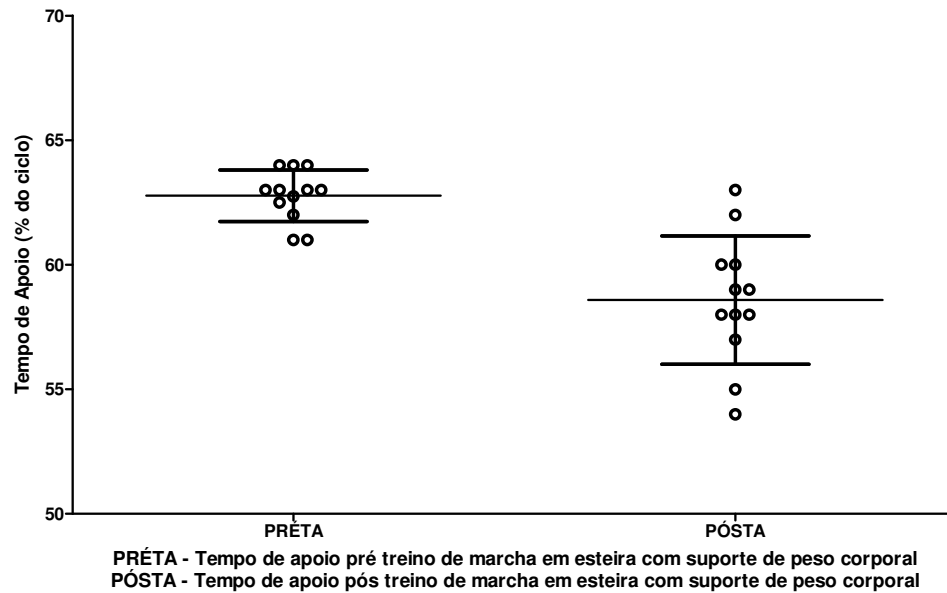 70
65
60
55
50
Tempo de Apoio (% do ciclo)
PRÉTA PÓSTA
PRÉTA - Tempo de apoio pré treino de marcha em esteira com suporte de peso corporal
PÓSTA - Tempo de apoio pós treino de marcha em esteira com suporte de peso corporal